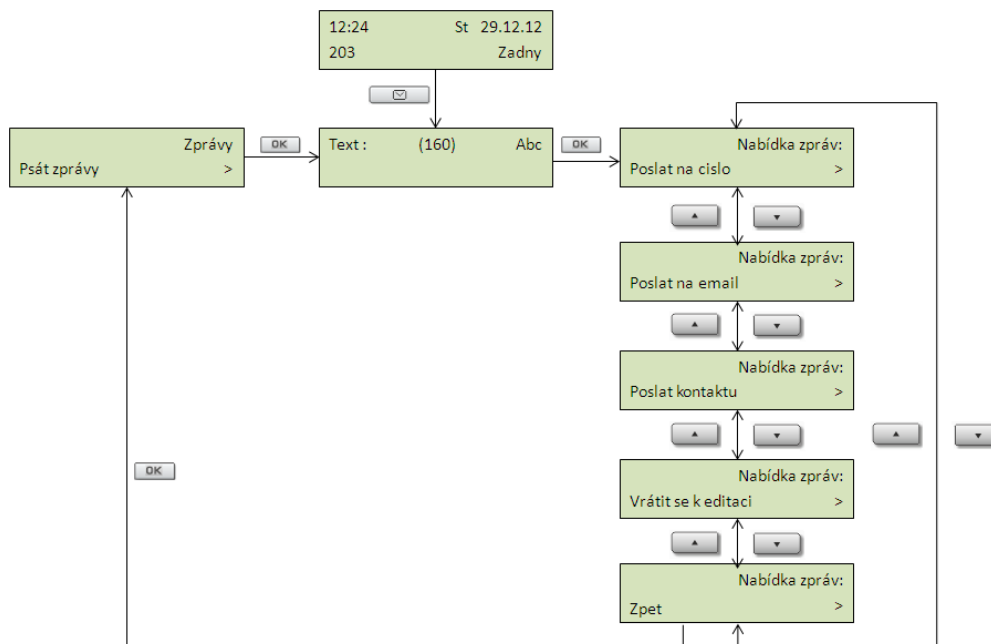 12:24 St 29.12.12
203 Zadny
Zprávy
Psát zprávy >
OK
Text : (160) Abc
OK
Nabídka zpráv:
Poslat na cislo >
Nabídka zpráv:
Poslat na email >
Nabídka zpráv:
Poslat kontaktu >
OK
Nabídka zpráv:
Vrátit se k editaci >
Nabídka zpráv:
Zpet >